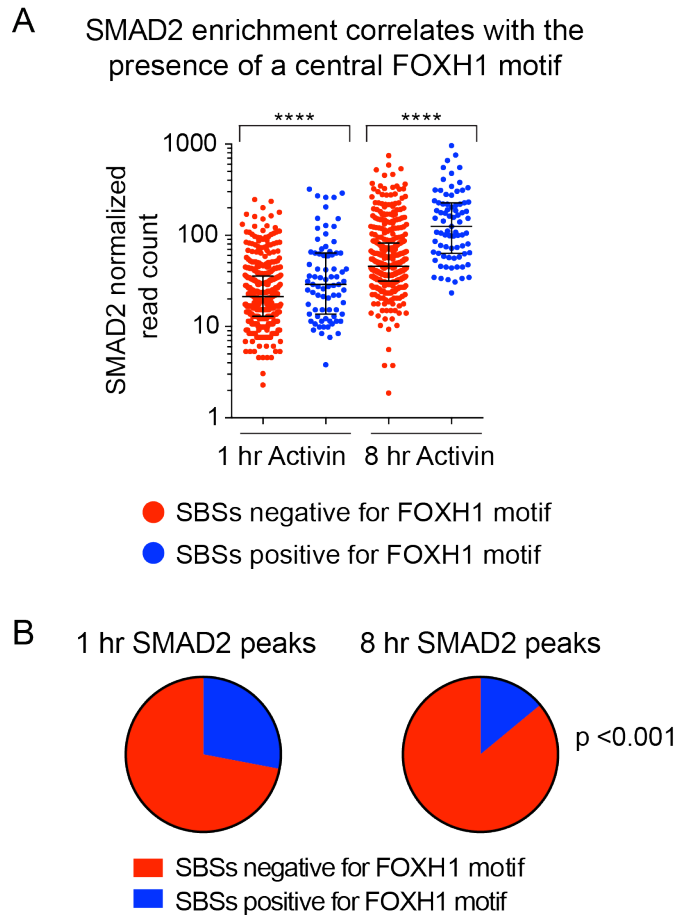 A
SMAD2 enrichment correlates with the
presence of a central FOXH1 motif
SMAD2 normalized
read count
**** ****
1000
100
10
1
1 hr Activin 8 hr Activin
SBSs negative for FOXH1 motif
SBSs positive for FOXH1 motif
B
1 hr SMAD2 peaks 8 hr SMAD2 peaks
p <0.001
SBSs negative for FOXH1 motif
SBSs positive for FOXH1 motif